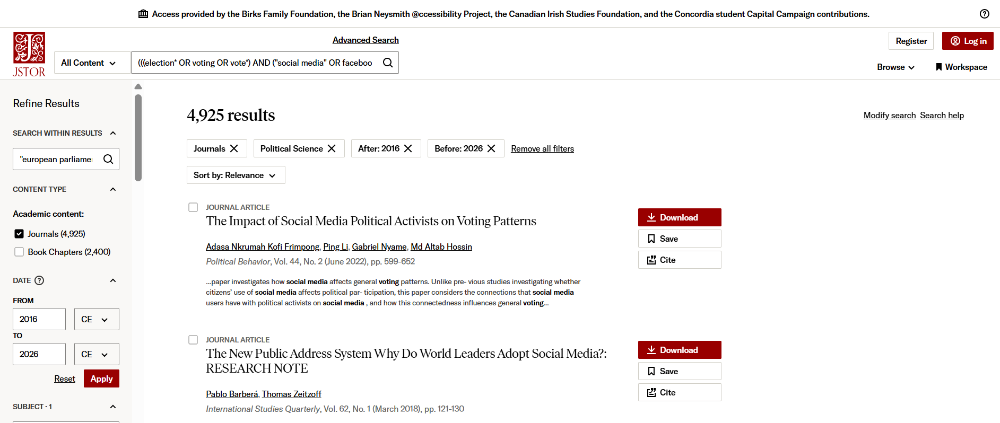 Access provided by the Birks Family Foundation, the Brian Neysmith @ccessibility Project, the Canadian Irish Studies Foundation, and the Concordia student Capital Campaign contributions.
Advanced Search
Register
Log in
JSTOR
All Content
(((election* OR voting OR vote*) AND ("social media" OR faceboo
Browse
Workspace
Refine Results
SEARCH WITHIN RESULTS
"european parliamen
CONTENT TYPE
Academic content:
Journals (4,925)
Book Chapters (2,400)
DATE
FROM
2016
CE
TO
2026
CE
Reset
Apply
SUBJECT · 1
4,925 results
Modify search
Search help
Journals
Political Science
After: 2016
Before: 2026
Remove all filters
Sort by: Relevance
JOURNAL ARTICLE
The Impact of Social Media Political Activists on Voting Patterns
Adasa Nkrumah Kofi Frimpong, Ping Li, Gabriel Nyame, Md Altab Hossin
Political Behavior, Vol. 44, No. 2 (June 2022), pp. 599-652
...paper investigates how social media affects general voting patterns. Unlike pre- vious studies investigating whether
citizens' use of social media affects political par- ticipation, this paper considers the connections that social media
users have with political activists on social media , and how this connectedness influences general voting...
Download
Save
Cite
JOURNAL ARTICLE
The New Public Address System Why Do World Leaders Adopt Social Media?:
RESEARCH NOTE
Pablo Barberá, Thomas Zeitzoff
International Studies Quarterly, Vol. 62, No. 1 (March 2018), pp. 121-130
Download
Save
Cite